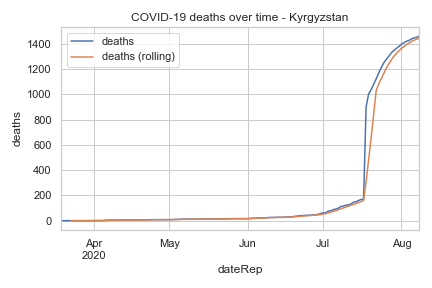 COVID-19 deaths over time - Kyrgyzstan
deaths
deaths (rolling)
1400
1200
1000
800
600
400
200
0
deaths
Apr
2020
May
Jun
Jul
Aug
dateRep